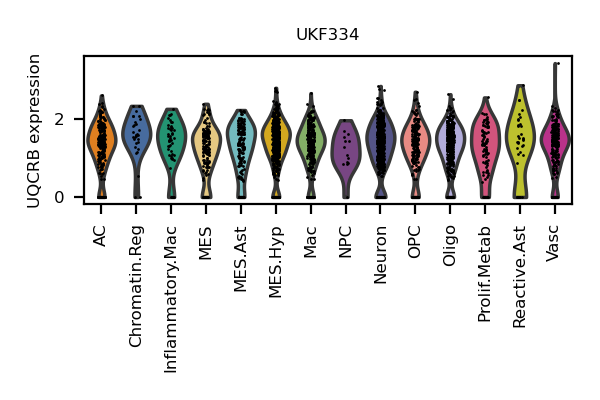 UKF334
UQCRB expression
2
0
AC
Chromatin.Reg
Inflammatory.Mac
MES
MES.Ast
MES.Hyp
Mac
NPC
Neuron
OPC
Oligo
Prolif.Metab
Reactive.Ast
Vasc